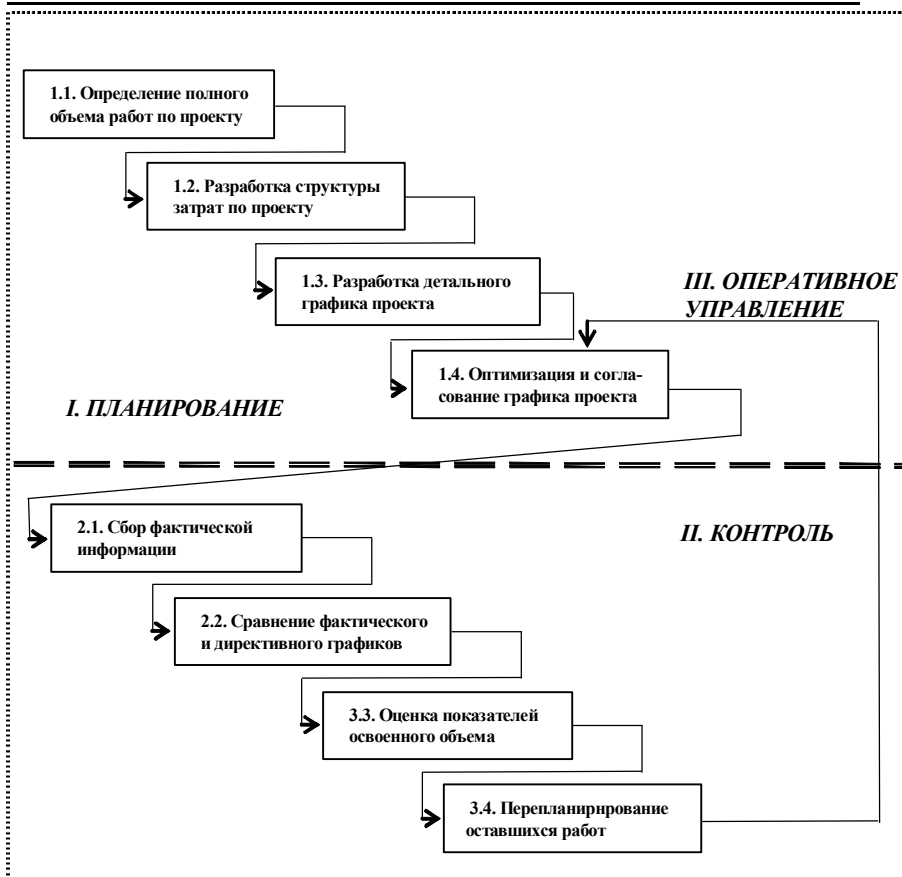 1.1. Определение полного
объема работ по проекту
1.2. Разработка структуры
затрат по проекту
1.3. Разработка детального
графика проекта
III. ОПЕРАТИВНОЕ
УПРАВЛЕНИЕ
1.4. Оптимизация и согла-
сование графика проекта
I. ПЛАНИРОВАНИЕ
2.1. Сбор фактической
информации
II. КОНТРОЛЬ
2.2. Сравнение фактического
и директивного графиков
3.3. Оценка показателей
освоенного объема
3.4. Перепланирнрование
оставшихся работ